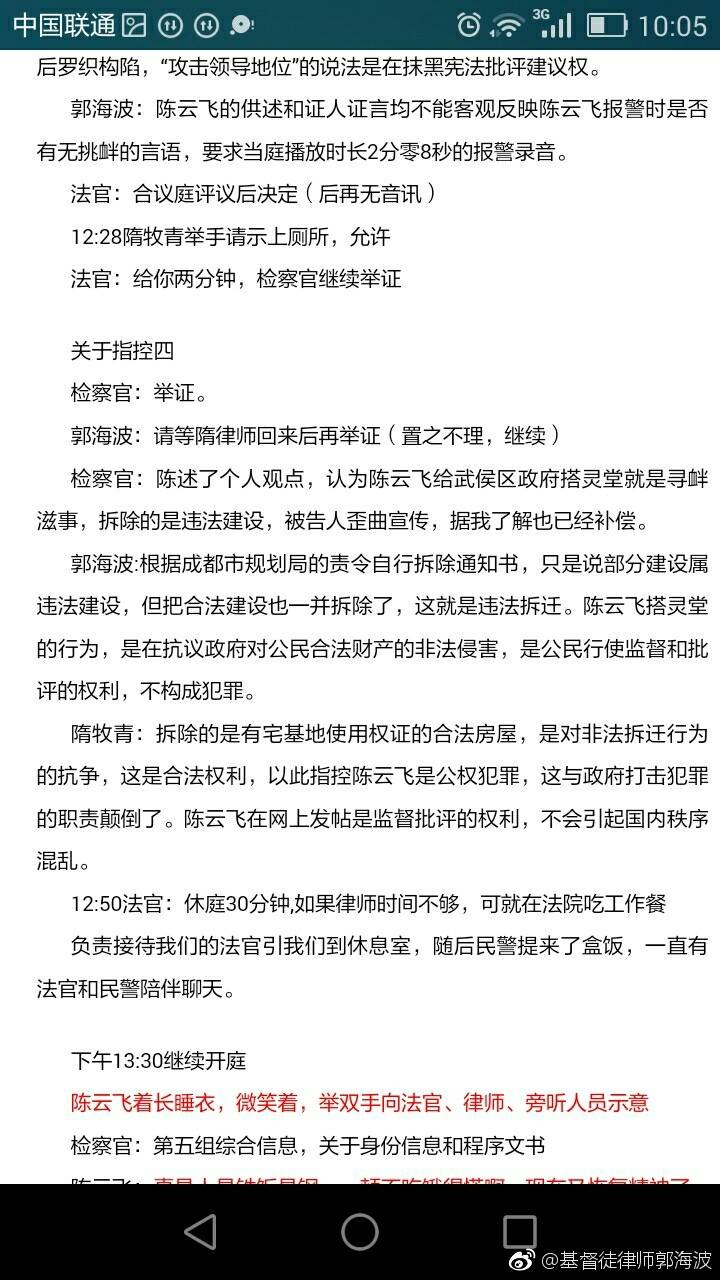 中国联通 3G 10:05
后罗织构陷，“攻击领导地位”的说法是在抹黑宪法批评建议权。
郭海波：陈云飞的供述和证人证言均不能客观反映陈云飞报警时是否
有无挑衅的言语，要求当庭播放时长2分零8秒的报警录音。
法官：合议庭评议后决定（后再无音讯）
12:28隋牧青举手请示上厕所，允许
法官：给你两分钟，检察官继续举证
关于指控四
检察官：举证。
郭海波：请等隋律师回来后再举证（置之不理，继续）
检察官：陈述了个人观点，认为陈云飞给武侯区政府搭灵堂就是寻衅
滋事，拆除的是违法建设，被告人歪曲宣传，据我了解也已经补偿。
郭海波:根据成都市规划局的责令自行拆除通知书，只是说部分建设属
违法建设，但把合法建设也一并拆除了，这就是违法拆迁。陈云飞搭灵堂
的行为，是在抗议政府对公民合法财产的非法侵害，是公民行使监督和批
评的权利，不构成犯罪。
隋牧青：拆除的是有宅基地使用权证的合法房屋，是对非法拆迁行为
的抗争，这是合法权利，以此指控陈云飞是公权犯罪，这与政府打击犯罪
的职责颠倒了。陈云飞在网上发帖是监督批评的权利，不会引起国内秩序
混乱。
12:50法官：休庭30分钟,如果律师时间不够，可就在法院吃工作餐
负责接待我们的法官引我们到休息室，随后民警提来了盒饭，一直有
法官和民警陪伴聊天。
下午13:30继续开庭
陈云飞着长睡衣，微笑着，举双手向法官、律师、旁听人员示意
检察官：第五组综合信息，关于身份信息和程序文书
陈云飞：
@基督徒律师郭海波